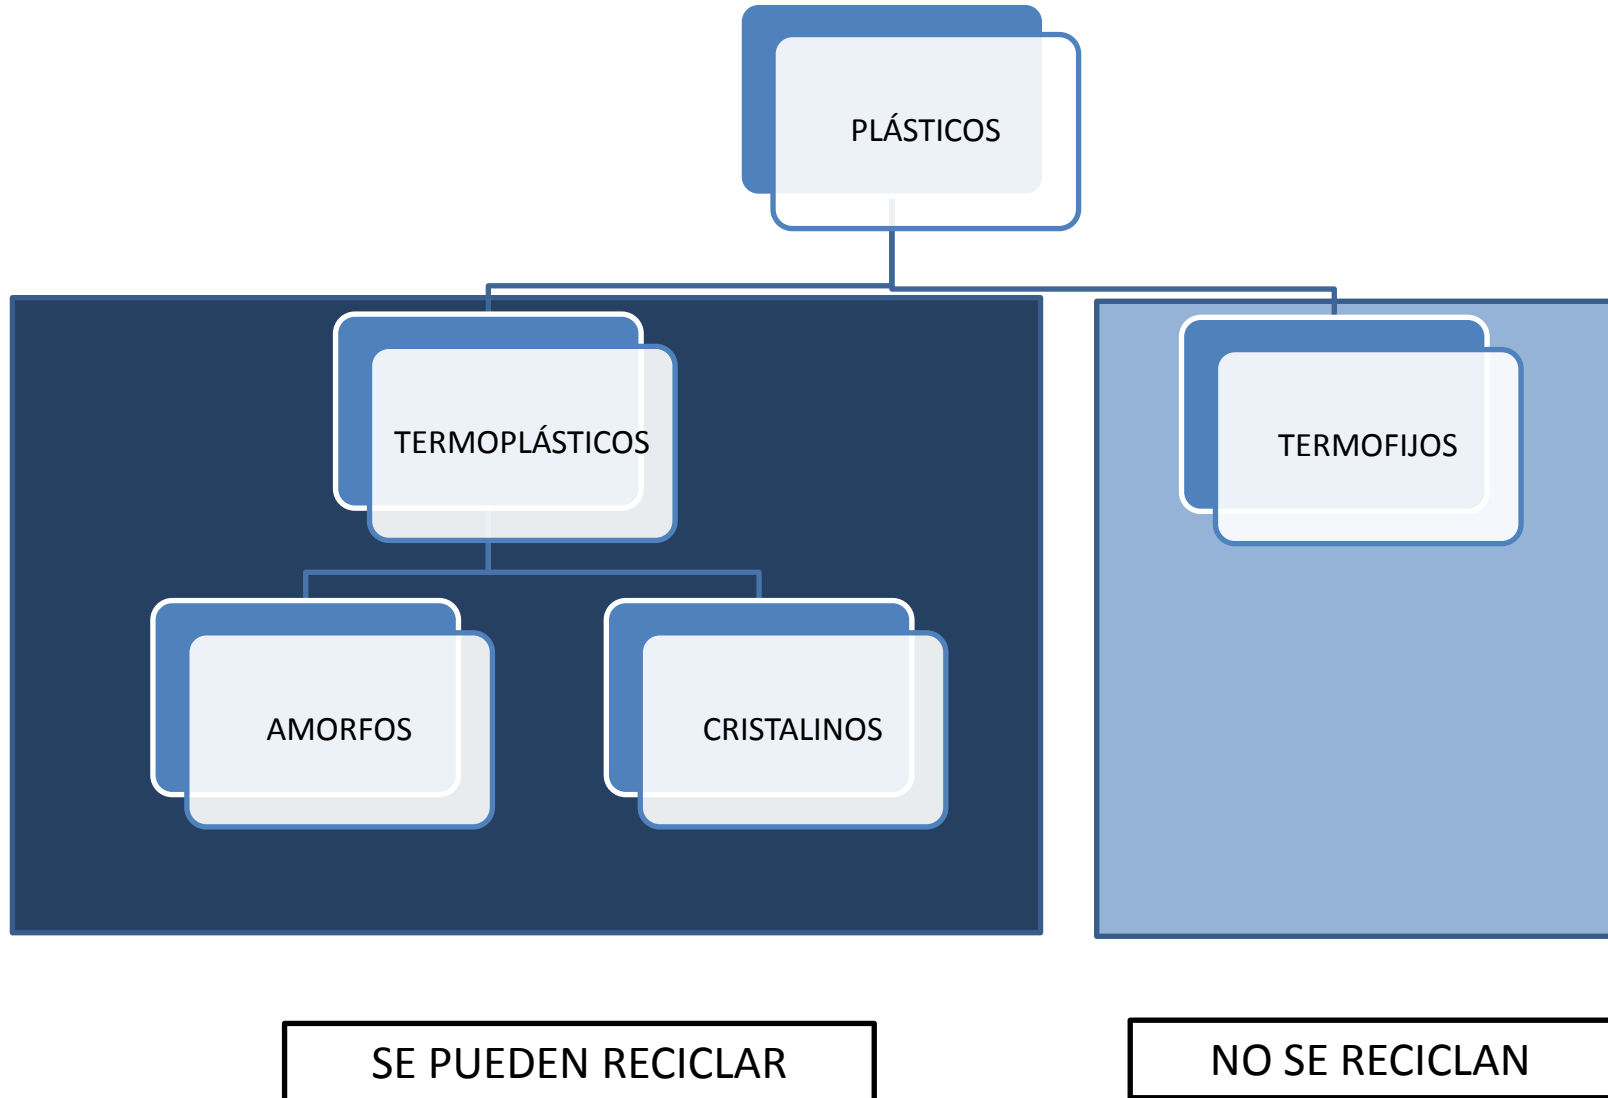 PLÁSTICOS
TERMOPLÁSTICOS
TERMOFIJOS
AMORFOS
CRISTALINOS
SE PUEDEN RECICLAR
NO SE RECICLAN